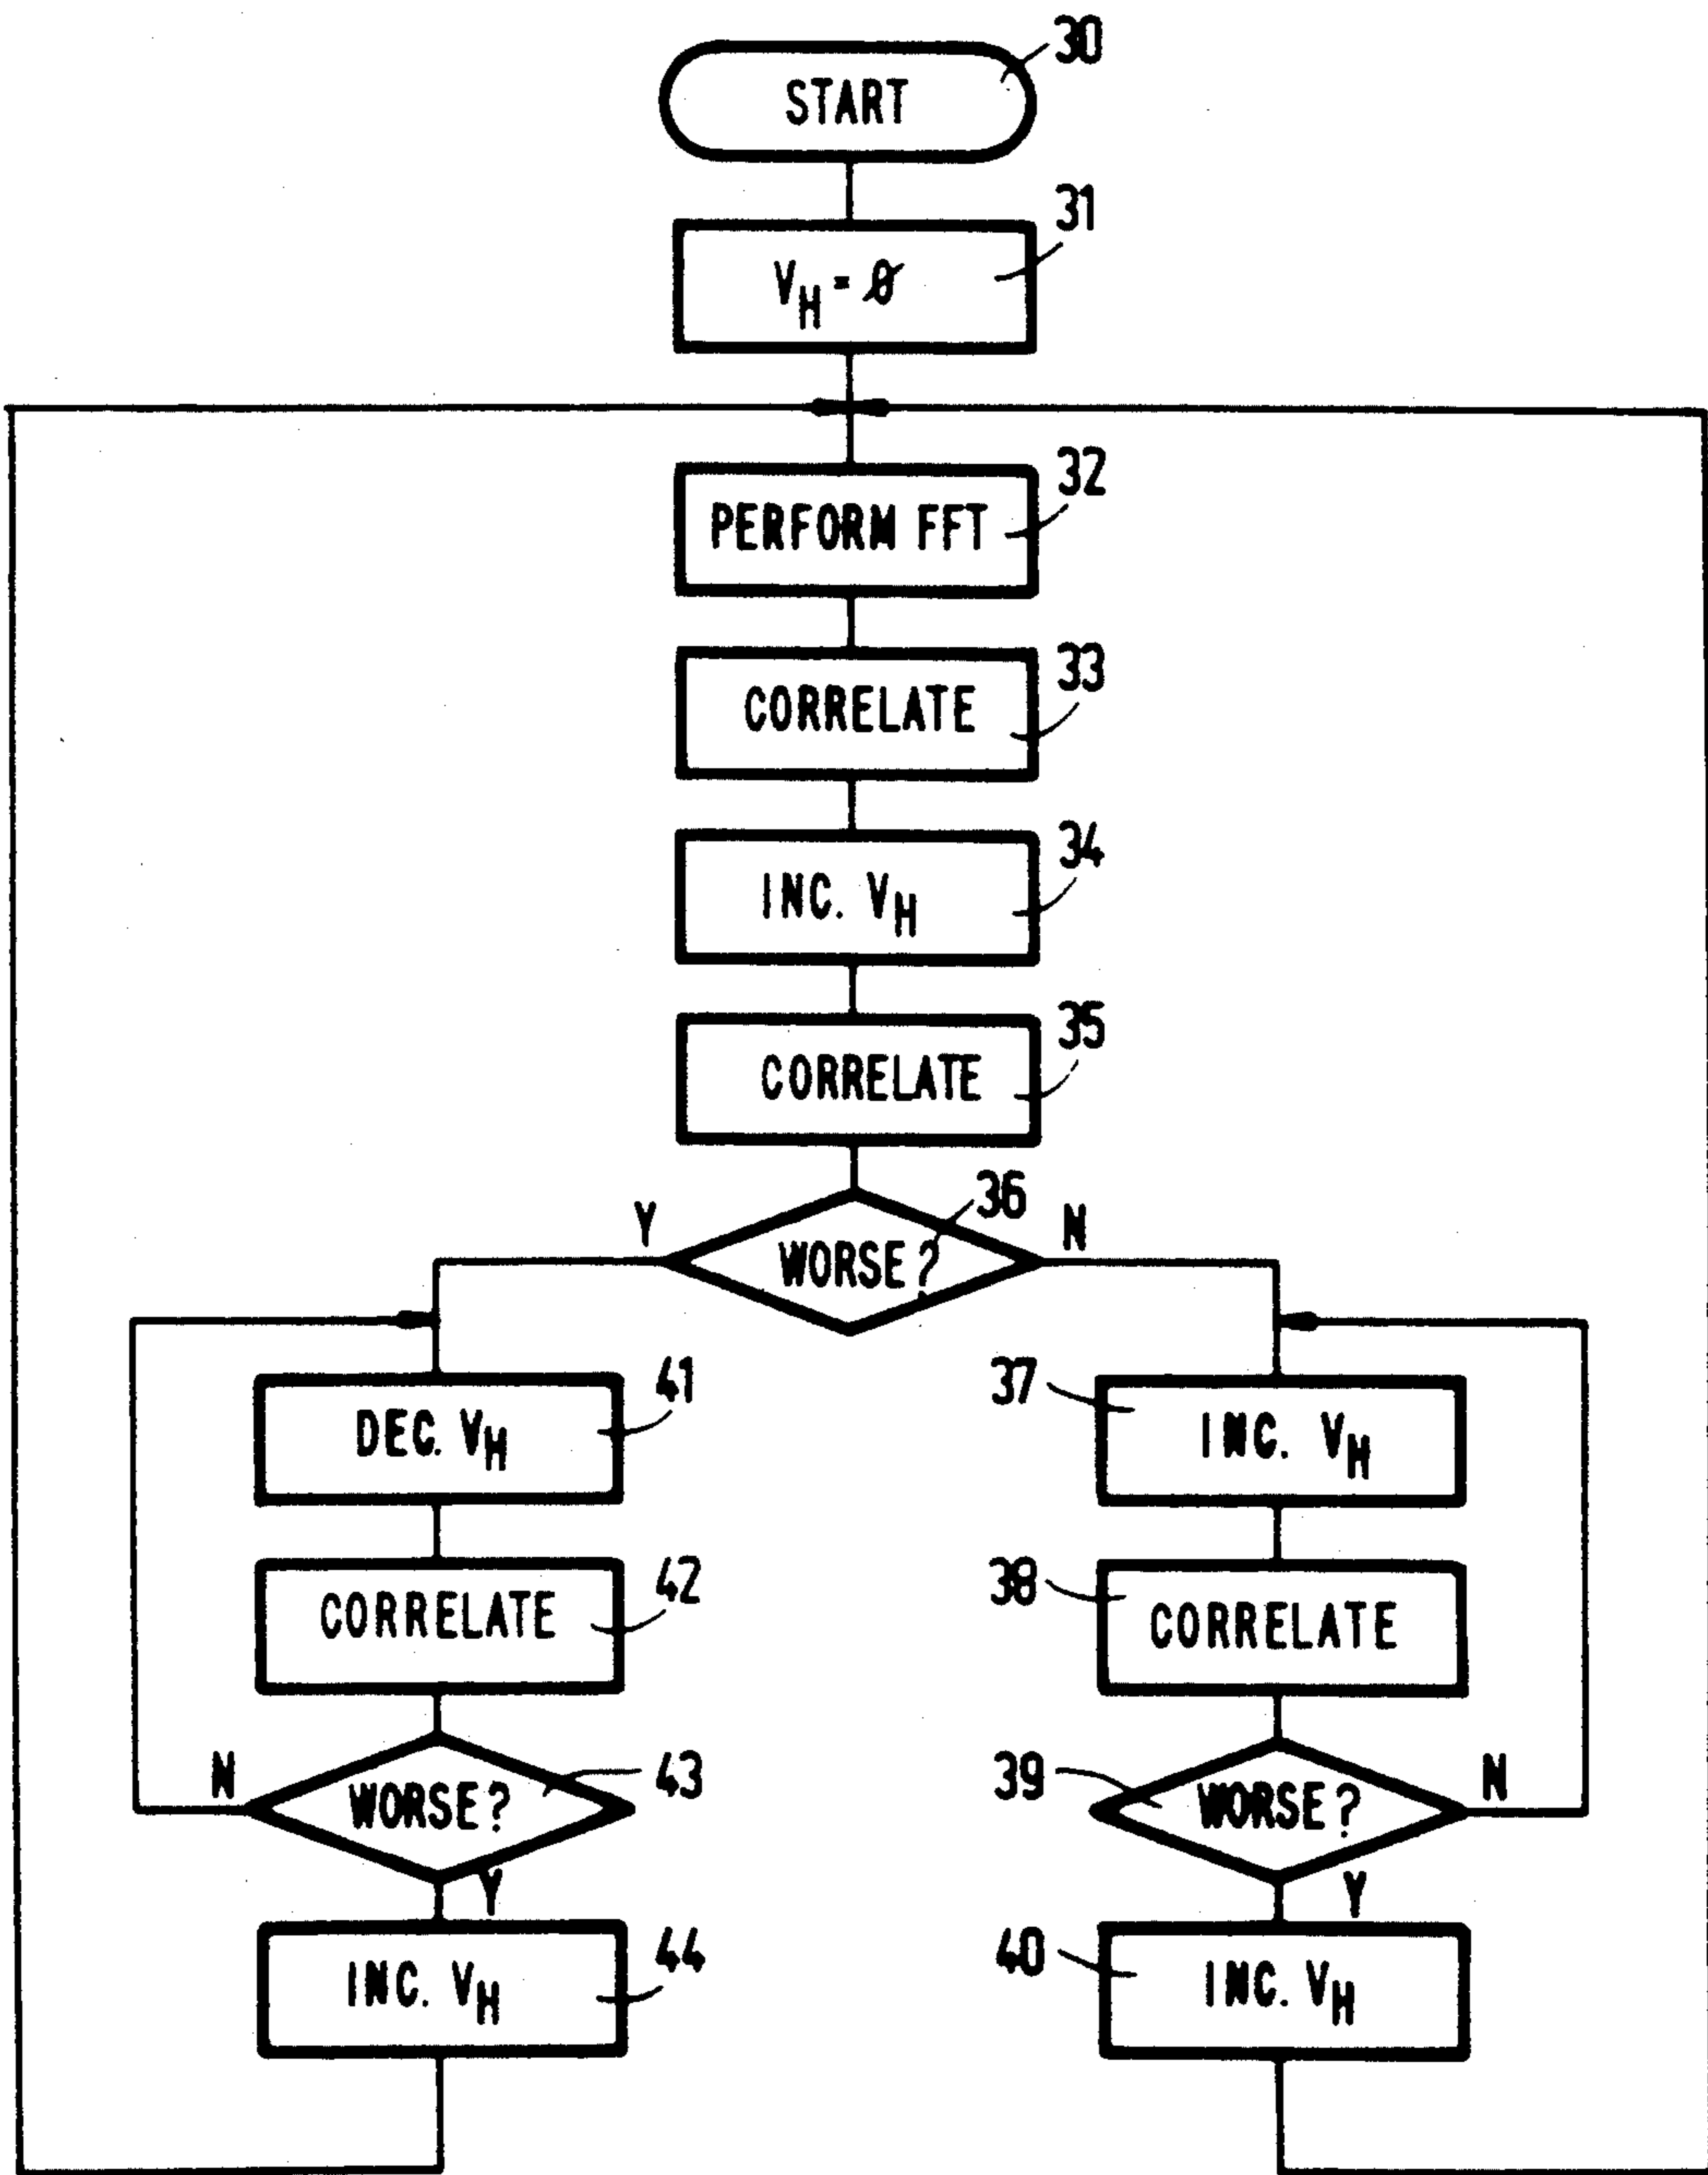 30
START
31
V_H = 0
32
PERFORM FFT
33
CORRELATE
34
INC. V_H
35
CORRELATE
36
Y
WORSE?
N
41
DEC. V_H
37
INC. V_H
42
CORRELATE
38
CORRELATE
N
43
WORSE?
39
WORSE?
N
Y
Y
44
INC. V_H
40
INC. V_H